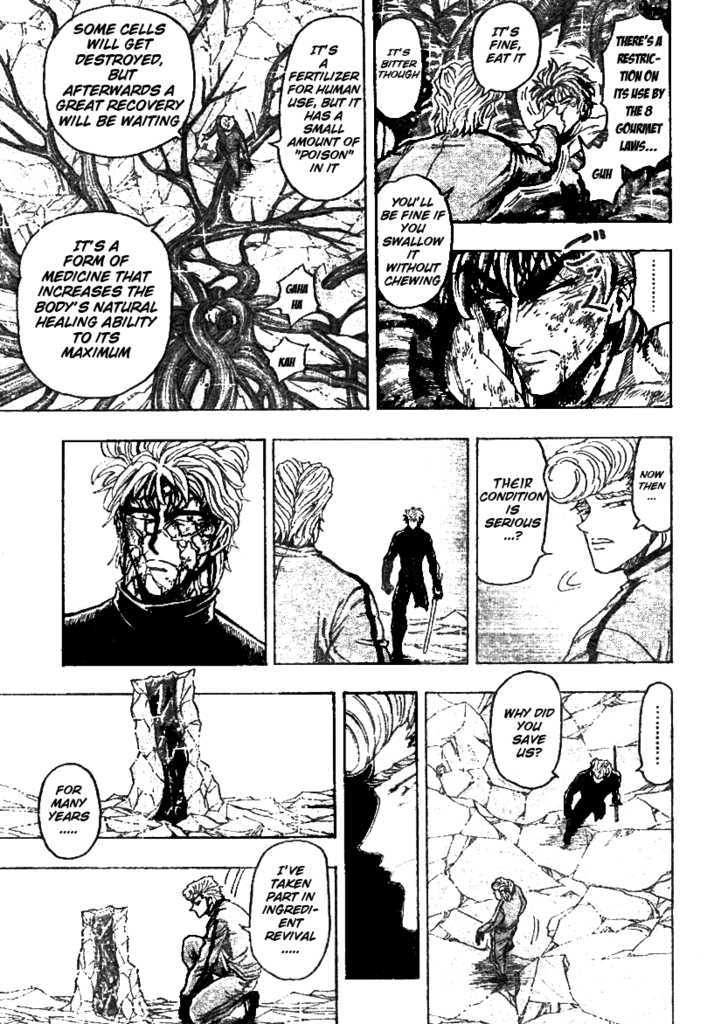 THERE'S A
RESTRIC-
TION ON
ITS USE BY
THE 8
GOURMET
LAWS...
IT'S
FINE,
EAT IT
IT'S
BITTER
THOUGH
GUH
YOU'LL
BE FINE IF
YOU
SWALLOW
IT
WITHOUT
CHEWING
.........
IT'S
A
FERTILIZER
FOR HUMAN
USE, BUT IT
HAS A
SMALL
AMOUNT OF
"POISON"
IN IT
SOME CELLS
WILL GET
DESTROYED,
BUT
AFTERWARDS A
GREAT RECOVERY
WILL BE WAITING
IT'S A
FORM OF
MEDICINE THAT
INCREASES THE
BODY'S NATURAL
HEALING ABILITY
TO ITS
MAXIMUM
GAHA
HA
KAH
NOW
THEN
...
THEIR
CONDITION
IS
SERIOUS
...?
.........
WHY DID
YOU
SAVE
US?
FOR
MANY
YEARS
.....
I'VE
TAKEN
PART IN
INGREDI-
ENT
REVIVAL
.....